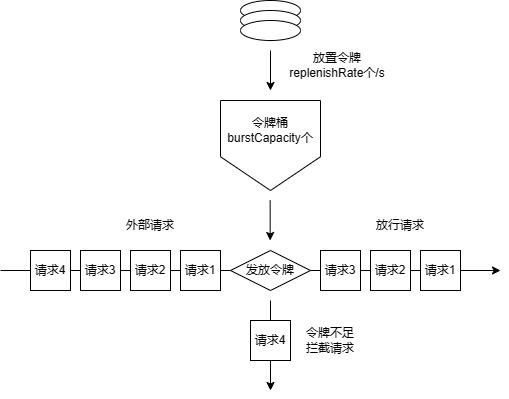 放置令牌
replenishRate个/s
令牌桶
burstCapacity个
外部请求
放行请求
请求4
请求3
请求2
请求1
发放令牌
请求3
请求2
请求1
请求4
令牌不足
拦截请求